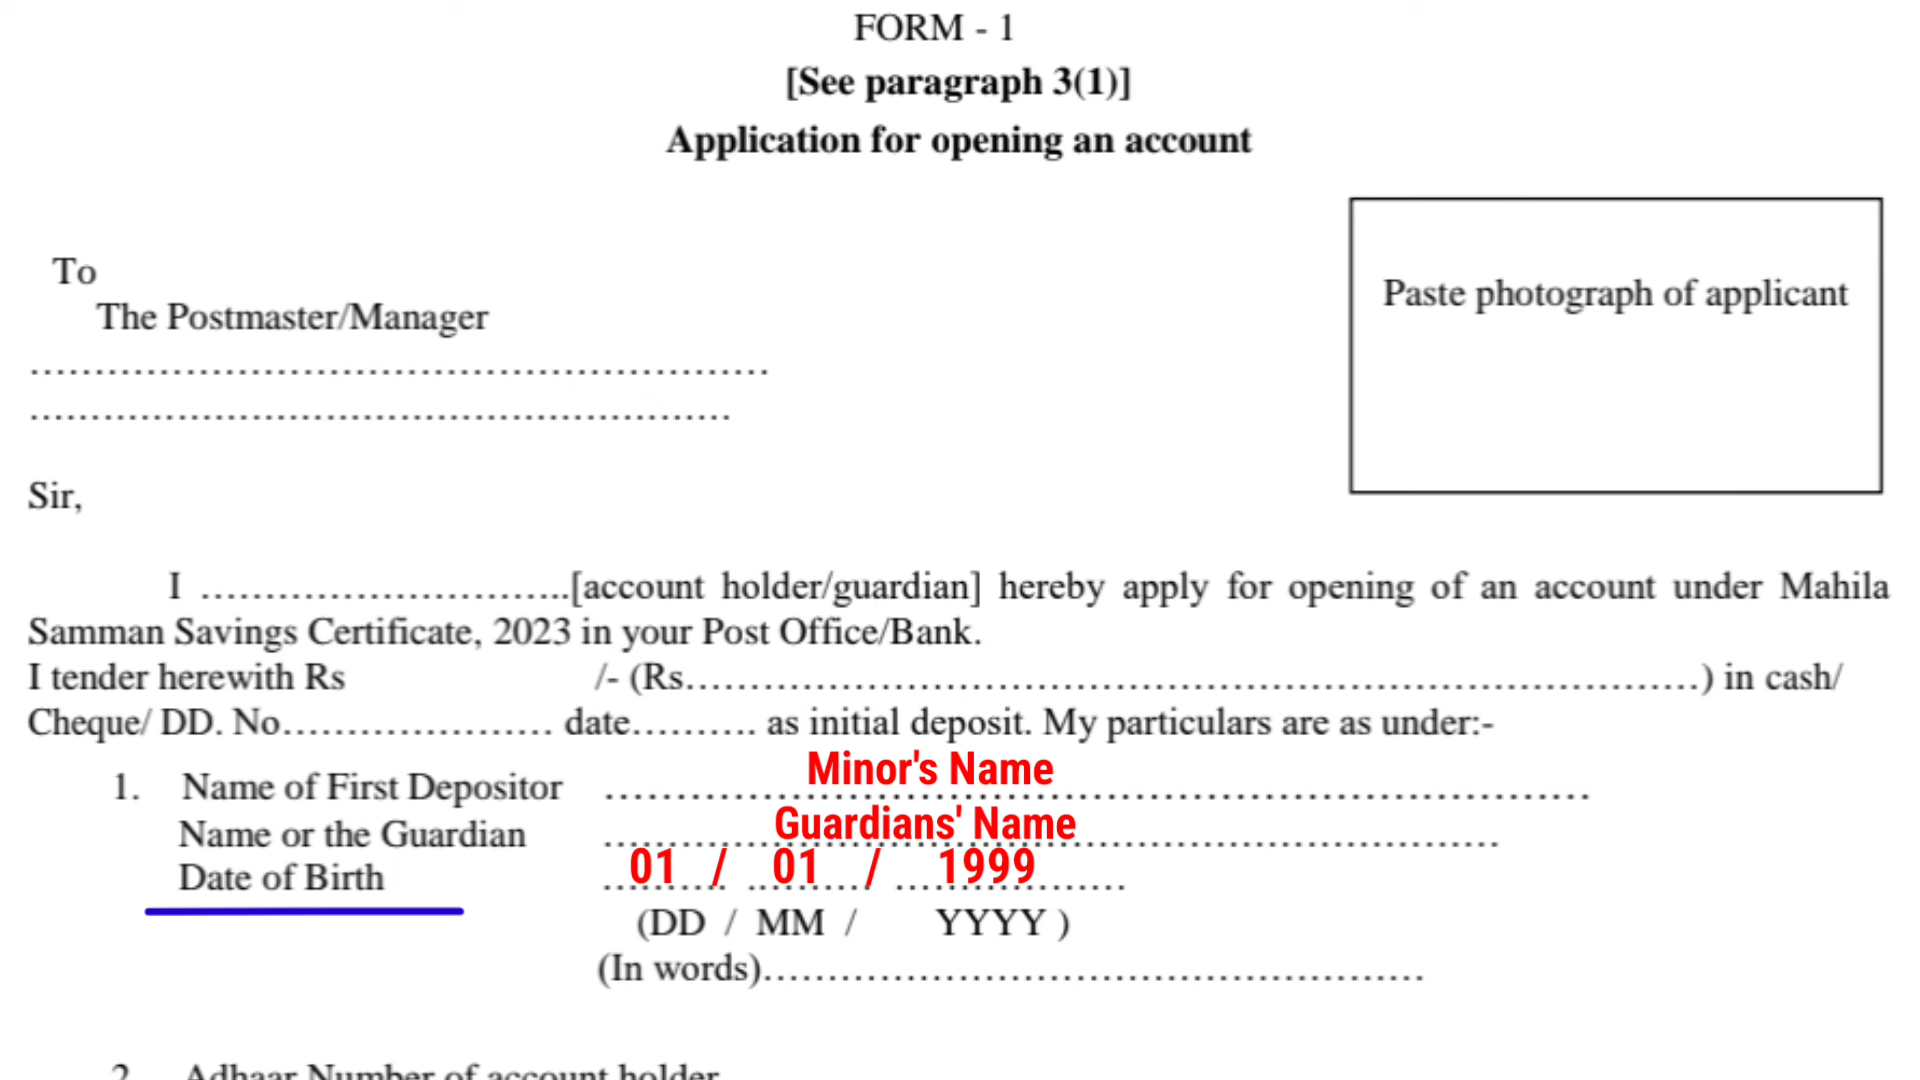 FORM - 1
[See paragraph 3(1)]
Application for opening an account
To
The Postmaster/Manager
Paste photograph of applicant
..........................................................
.......................................................
Sir,
I ..............................[account holder/guardian] hereby apply for opening of an account under Mahila
Samman Savings Certificate, 2023 in your Post Office/Bank.
I tender herewith Rs /- (Rs................................................................................) in cash/
Cheque/ DD. No..................... date.......... as initial deposit. My particulars are as under:-
1. Name of First Depositor Minor's Name
Name or the Guardian Guardians' Name
Date of Birth 01 / 01 / 1999
(DD / MM / YYYY )
(In words)....................................................
2. Adhaar Number of account holder